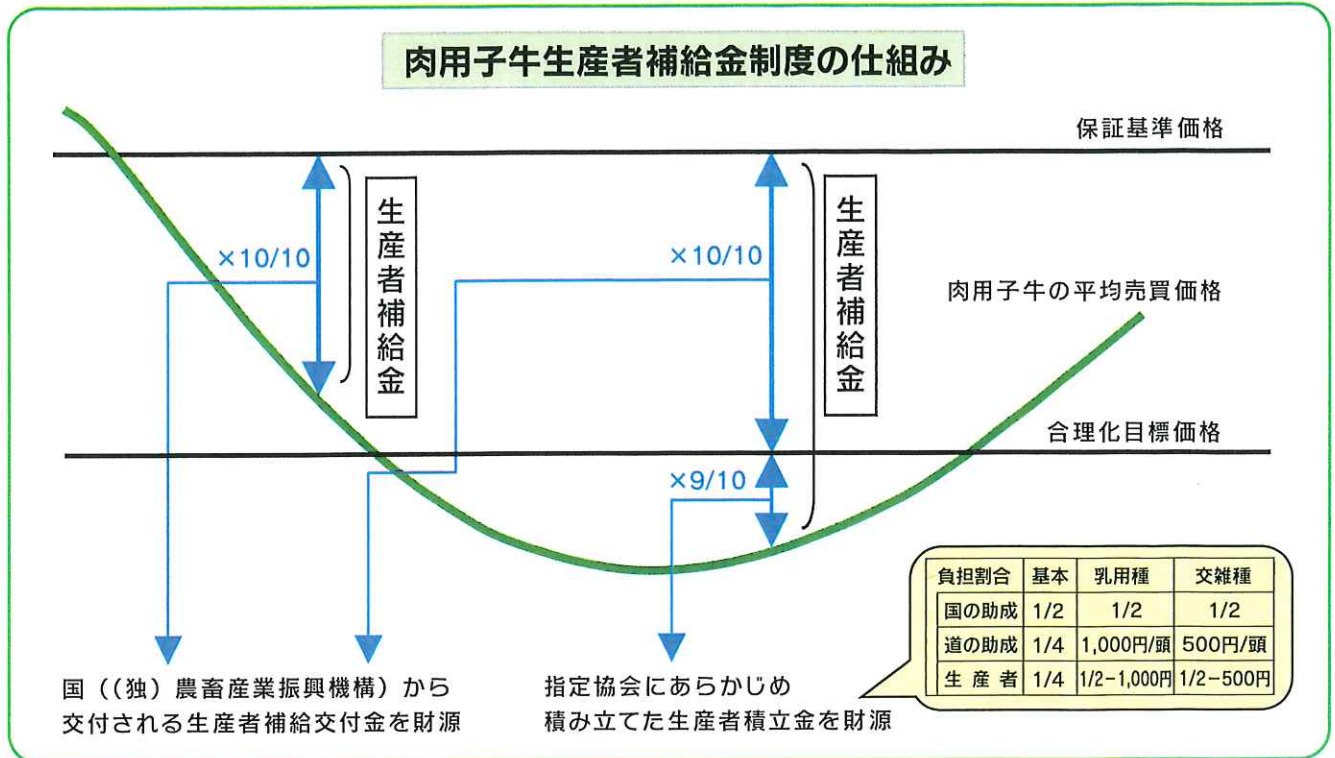 肉用子牛生産者補給金制度の仕組み
保証基準価格
生産者補給金
×10/10
生産者補給金
×10/10
肉用子牛の平均売買価格
合理化目標価格
×9/10
負担割合 基本 乳用種 交雑種
国の助成 1/2 1/2 1/2
道の助成 1/4 1,000円/頭 500円/頭
生産者 1/4 1/2−1,000円 1/2−500円
国((独)農畜産業振興機構)から
交付される生産者補給交付金を財源
指定協会にあらかじめ
積み立てた生産者積立金を財源